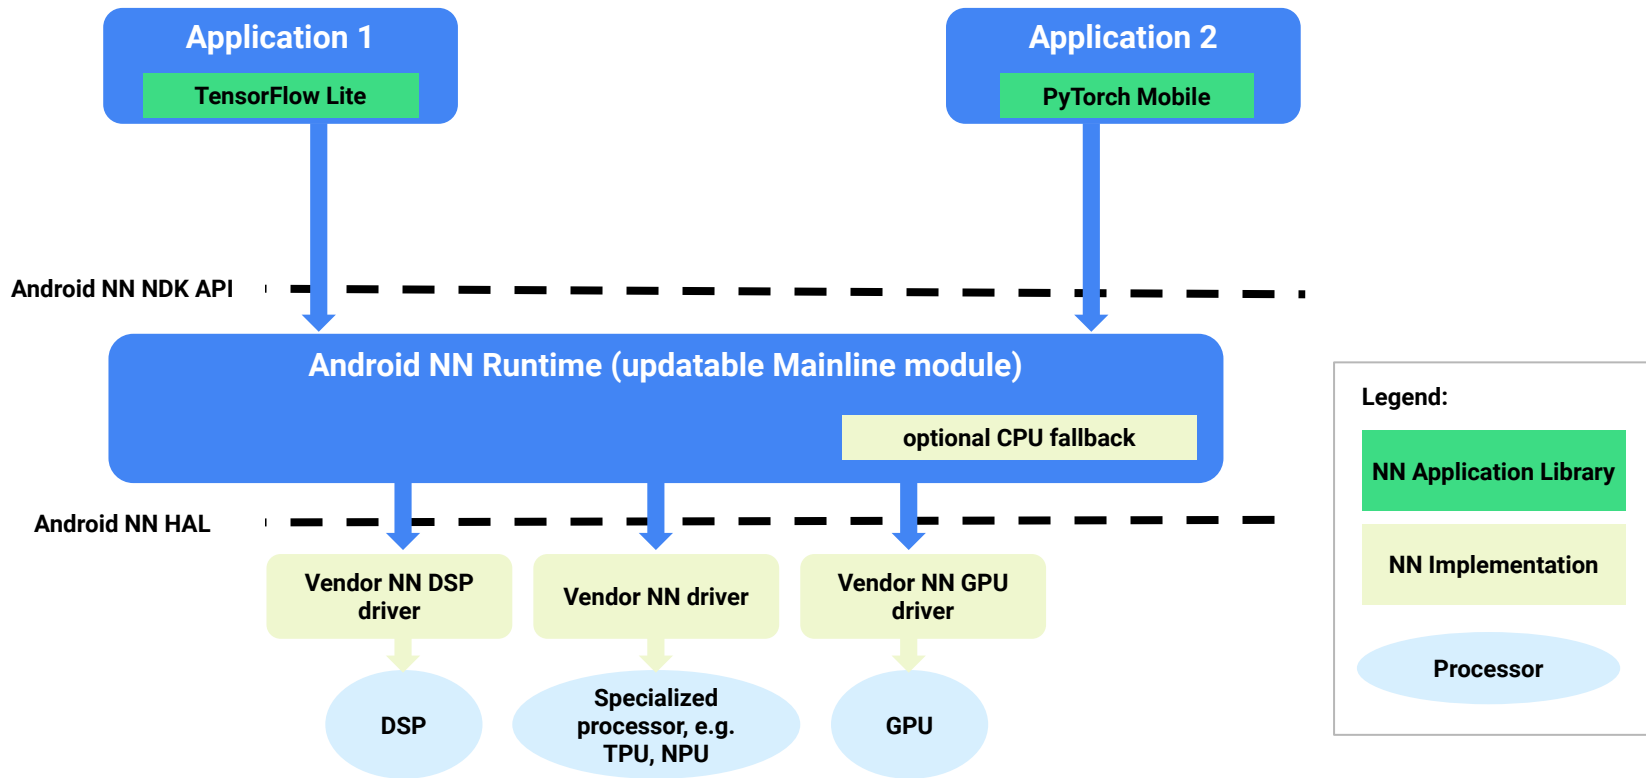 Application 1
TensorFlow Lite
Application 2
PyTorch Mobile
Android NN NDK API
Android NN Runtime (updatable Mainline module)
optional CPU fallback
Android NN HAL
Vendor NN DSP
driver
Vendor NN driver
Vendor NN GPU
driver
DSP
Specialized
processor, e.g.
TPU, NPU
GPU
Legend:
NN Application Library
NN Implementation
Processor